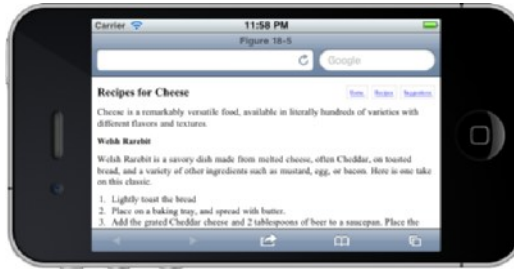 Carrier 11:58 PM
Figure 18-5
Google
Recipes for Cheese Home Recipes Suggestions
Cheese is a remarkably versatile food, available in literally hundreds of varieties with
different flavors and textures.
Welsh Rarebit
Welsh Rarebit is a savory dish made from melted cheese, often Cheddar, on toasted
bread, and a variety of other ingredients such as mustard, egg, or bacon. Here is one take
on this classic.
1. Lightly toast the bread
2. Place on a baking tray, and spread with butter.
3. Add the grated Cheddar cheese and 2 tablespoons of beer to a saucepan. Place the